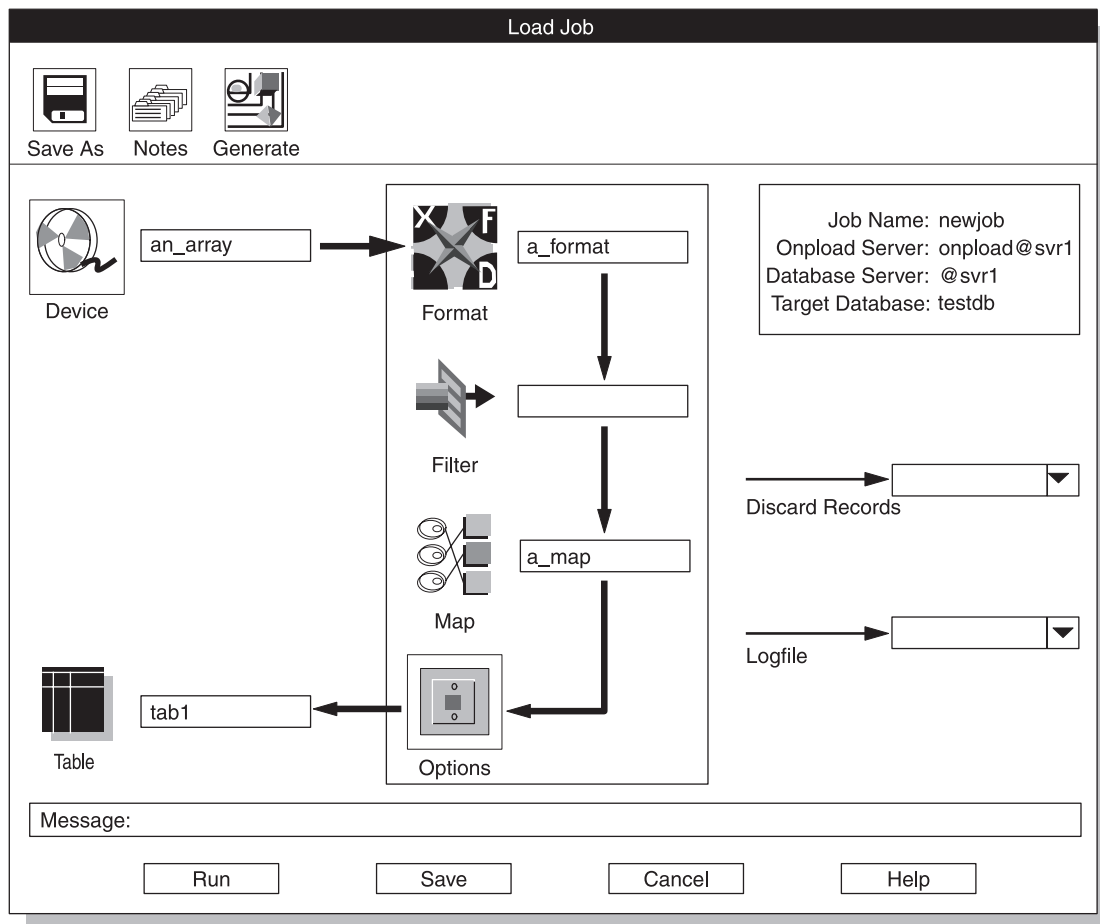 Load Job
Save As
Notes
Generate
Device
an_array
X F D
Format
a_format
Job Name: newjob
Onpload Server: onpload@svr1
Database Server: @svr1
Target Database: testdb
Filter
Discard Records
Map
a_map
Logfile
Table
tab1
Options
Message:
Run
Save
Cancel
Help